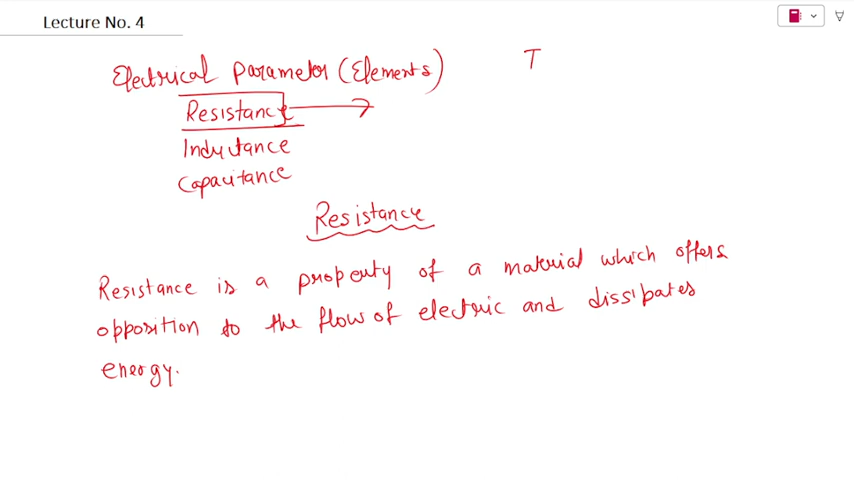 Lecture No. 4
Electrical Parameter (Elements)
T
Resistance
Inductance
Capacitance
Resistance
Resistance is a property of a material which offers
opposition to the flow of electric and dissipates
energy.